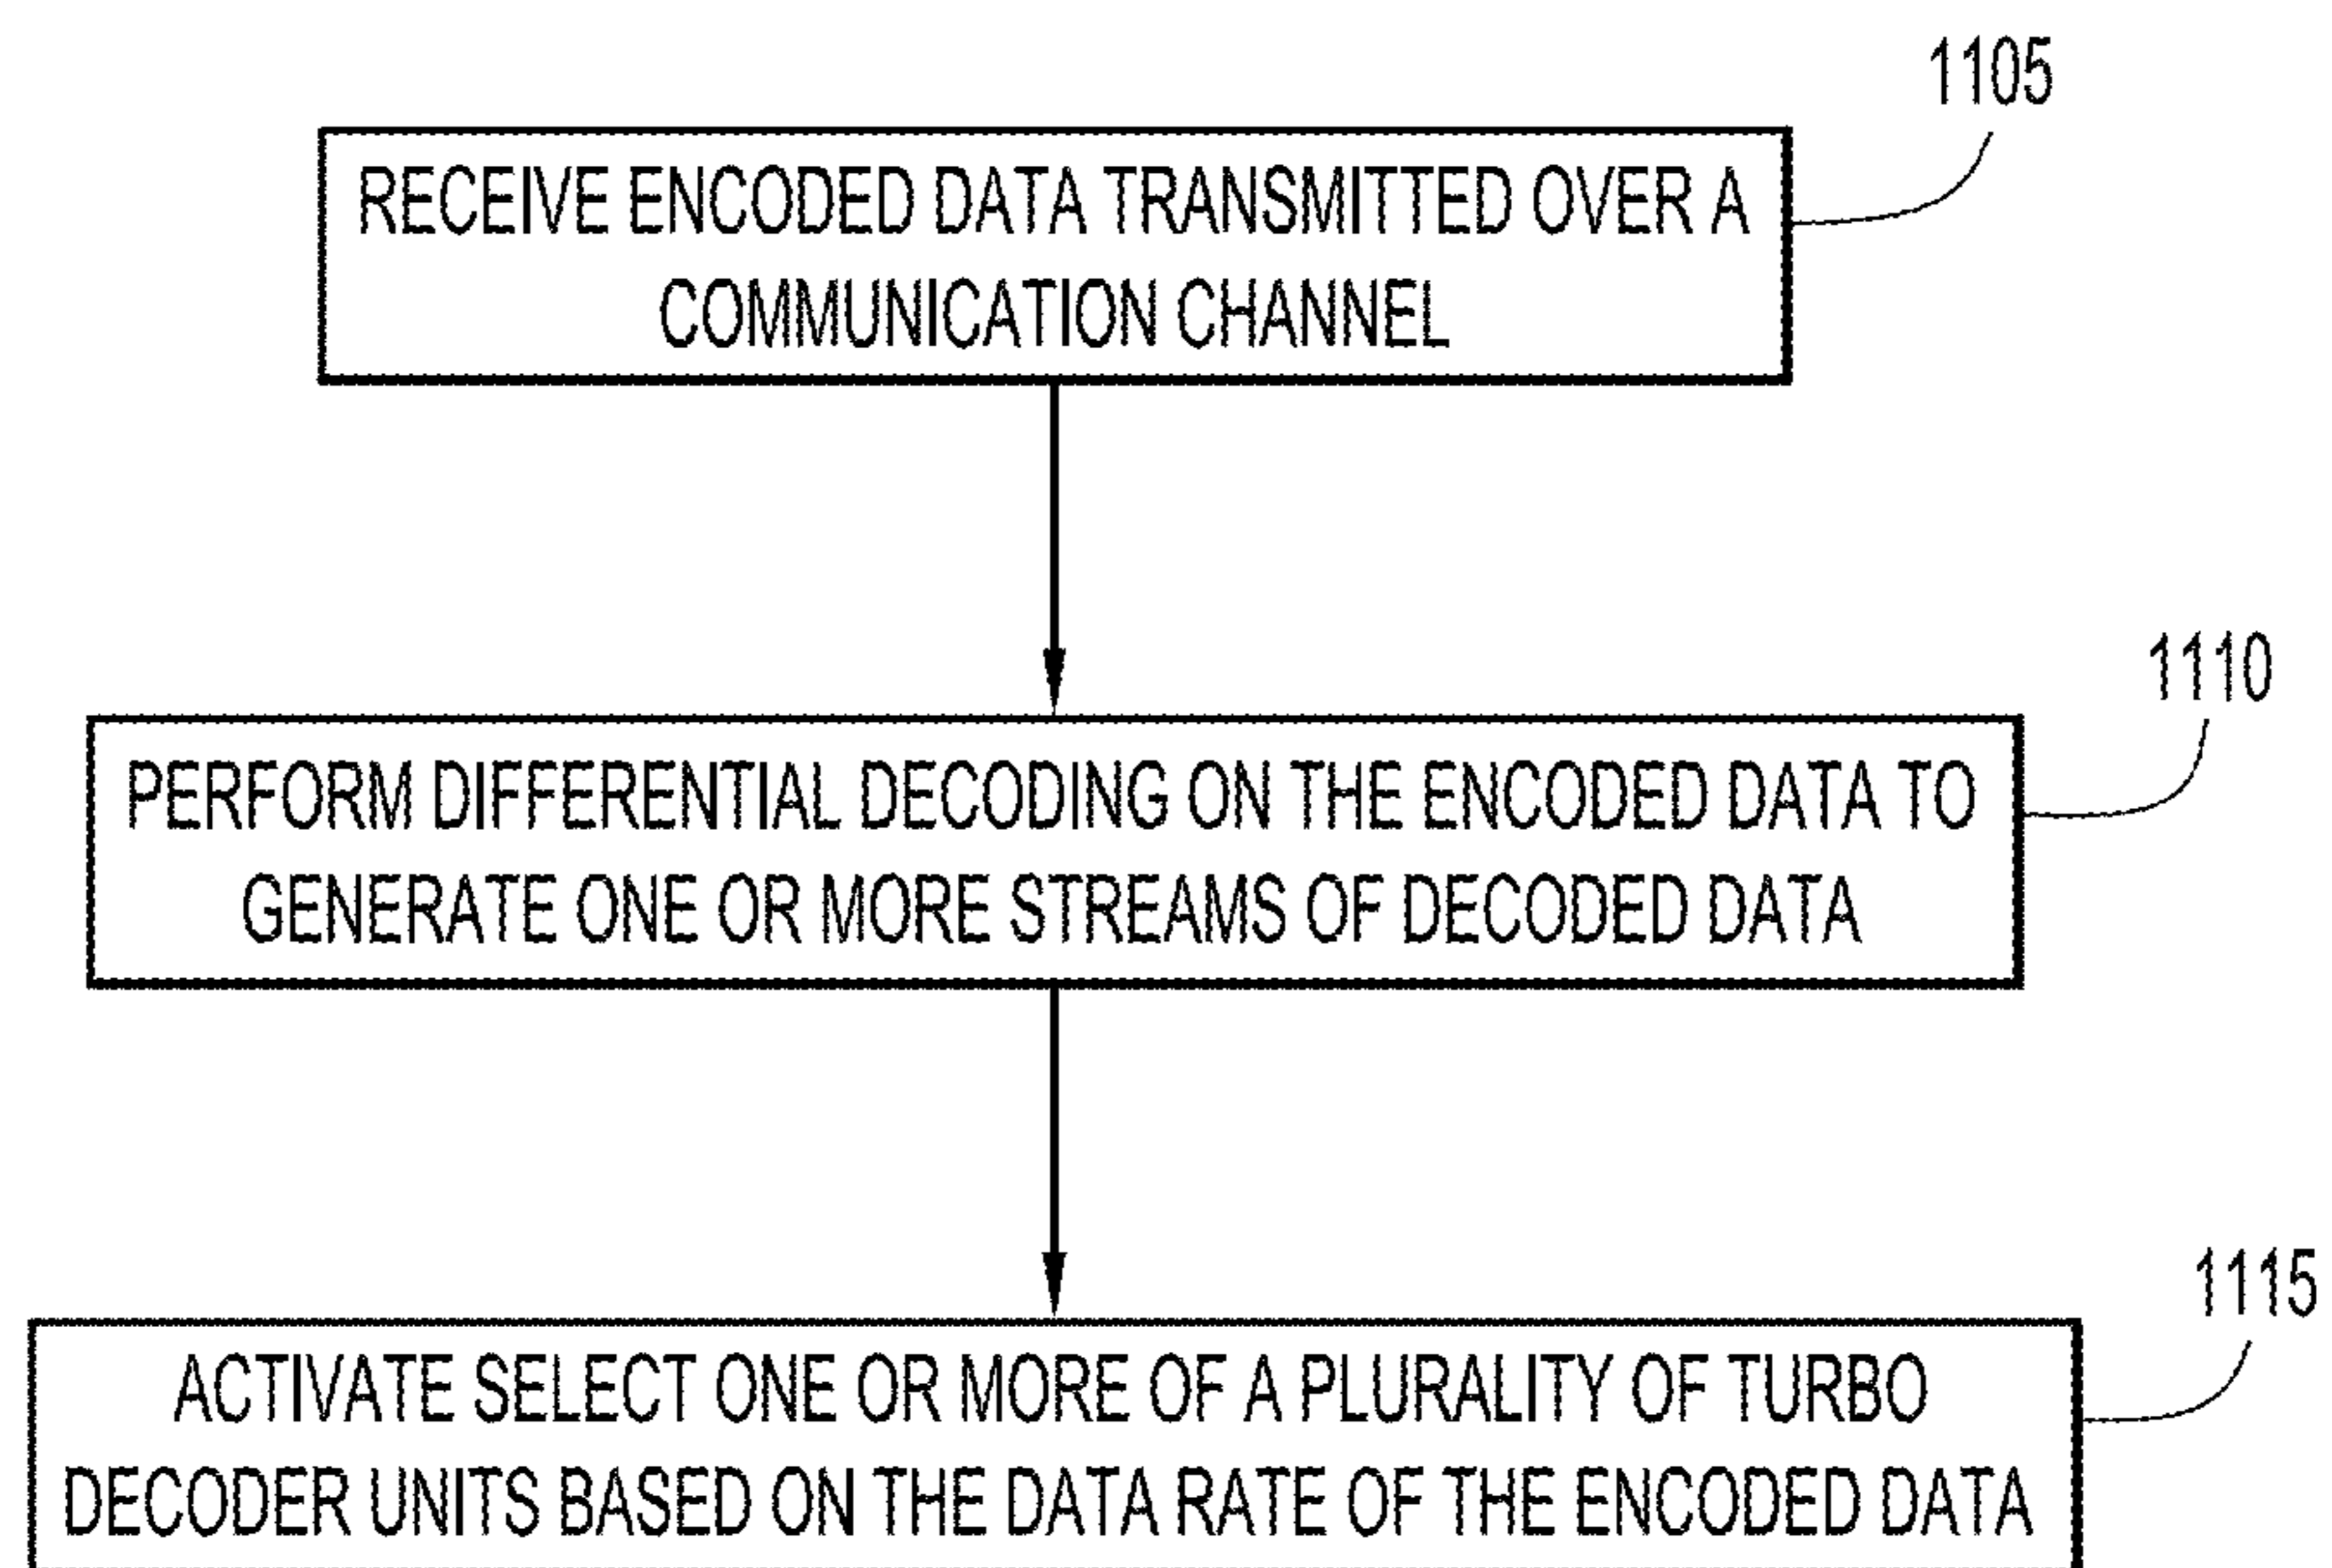 1105
RECEIVE ENCODED DATA TRANSMITTED OVER A
COMMUNICATION CHANNEL
1110
PERFORM DIFFERENTIAL DECODING ON THE ENCODED DATA TO
GENERATE ONE OR MORE STREAMS OF DECODED DATA
1115
ACTIVATE SELECT ONE OR MORE OF A PLURALITY OF TURBO
DECODER UNITS BASED ON THE DATA RATE OF THE ENCODED DATA